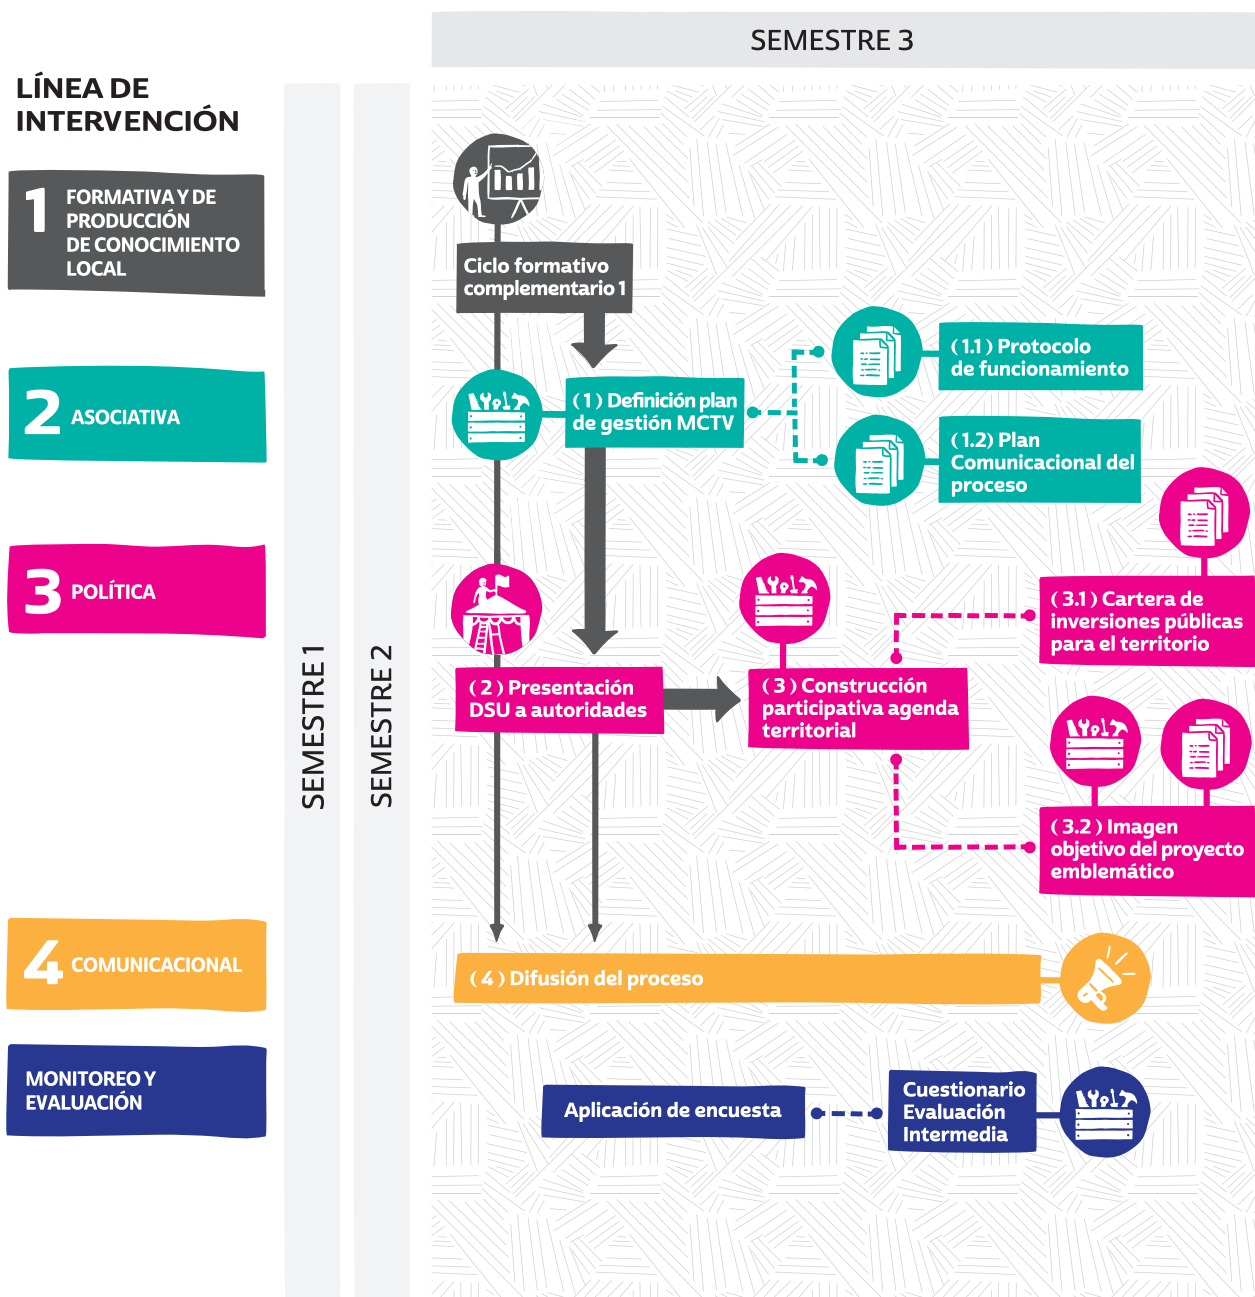 SEMESTRE 3
LÍNEA DE
INTERVENCIÓN
1 FORMATIVA Y DE
PRODUCCIÓN
DE CONOCIMIENTO
LOCAL
Ciclo formativo
complementario 1
2 ASOCIATIVA
( 1 ) Definición plan
de gestión MCTV
( 1.1 ) Protocolo
de funcionamiento
( 1.2) Plan
Comunicacional del
proceso
3 POLÍTICA
SEMESTRE 1
SEMESTRE 2
( 2 ) Presentación
DSU a autoridades
( 3 ) Construcción
participativa agenda
territorial
( 3.1 ) Cartera de
inversiones públicas
para el territorio
( 3.2 ) Imagen
objetivo del proyecto
emblemático
4 COMUNICACIONAL
( 4 ) Difusión del proceso
MONITOREO Y
EVALUACIÓN
Aplicación de encuesta
Cuestionario
Evaluación
Intermedia